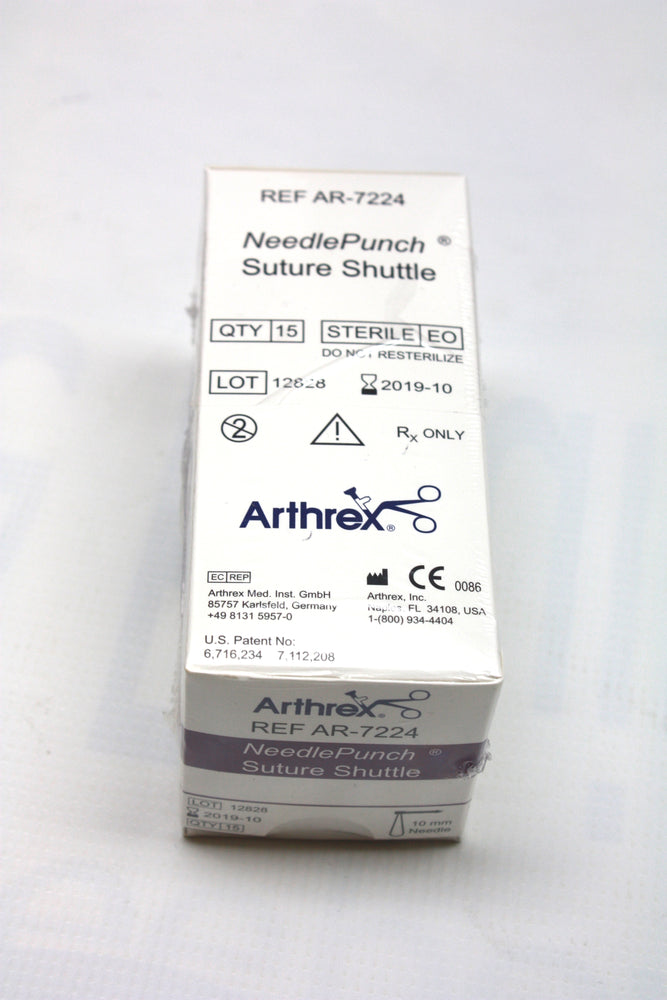 REF AR-7224
NeedlePunch ®
Suture Shuttle
QTY 15 STERILE EO
DO NOT RESTERILIZE
LOT 12828 2019-10
2 ! Rx ONLY
Arthrex®
EC REP
Arthrex Med. Inst. GmbH
85757 Karlsfeld, Germany
+49 8131 5957-0
CE 0086
Arthrex, Inc.
Naples, FL 34108, USA
1-(800) 934-4404
U.S. Patent No:
6,716,234 7,112,208
Arthrex®
REF AR-7224
NeedlePunch ®
Suture Shuttle
LOT 12828
2019-10
QTY 15
10 mm
Needle